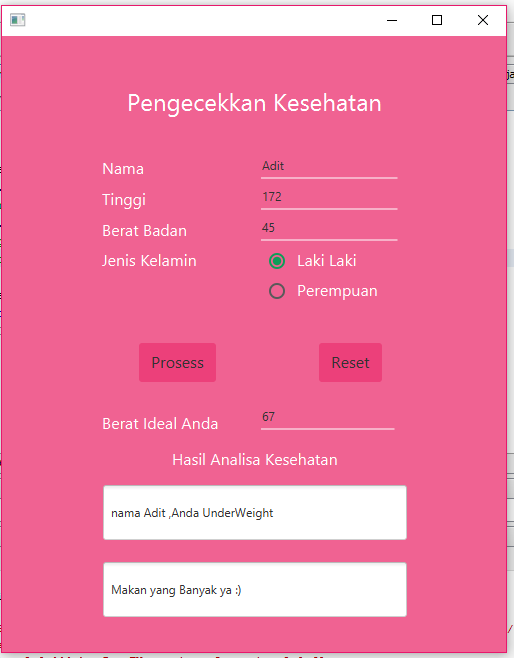 Pengecekkan Kesehatan
Nama Adit
Tinggi 172
Berat Badan 45
Jenis Kelamin Laki Laki
Perempuan
Prosess Reset
Berat Ideal Anda 67
Hasil Analisa Kesehatan
nama Adit ,Anda UnderWeight
Makan yang Banyak ya :)